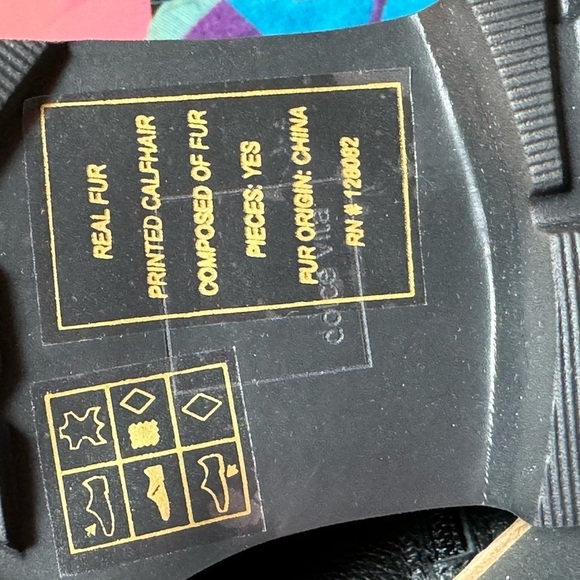 REAL FUR
PRINTED CALFHAIR
COMPOSED OF FUR
PIECES: YES
FUR ORIGIN: CHINA
RN # 128082
dolce vita